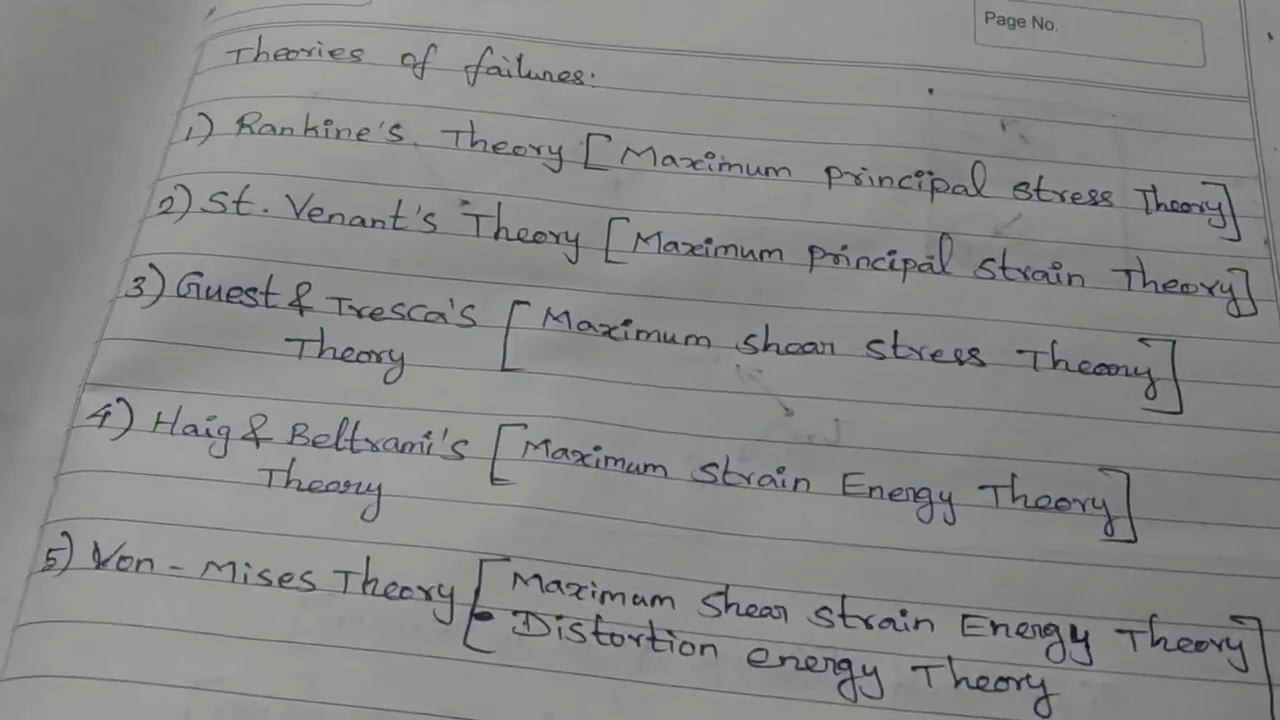 Page No.
Theories of failures:
1) Rankine's Theory [Maximum principal stress Theory]
2) St. Venant's Theory [Maximum principal strain Theory]
3) Guest & Tresca's [Maximum shear stress Theory]
Theory
4) Haig & Beltrami's [Maximum strain Energy Theory]
Theory
5) Von - Mises Theory [Maximum shear strain Energy Theory]
Distortion energy Theory